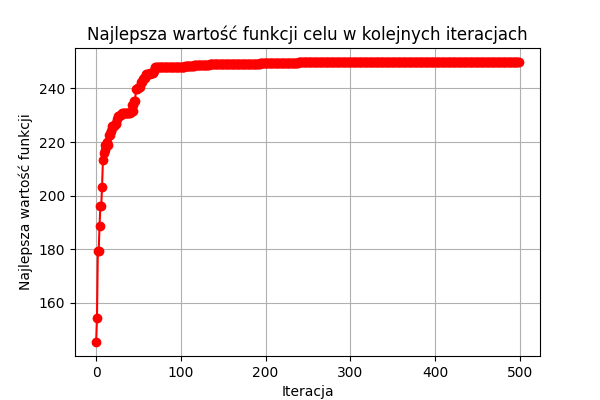 Najlepsza wartość funkcji celu w kolejnych iteracjach
240
220
200
180
160
Najlepsza wartość funkcji
0 100 200 300 400 500
Iteracja